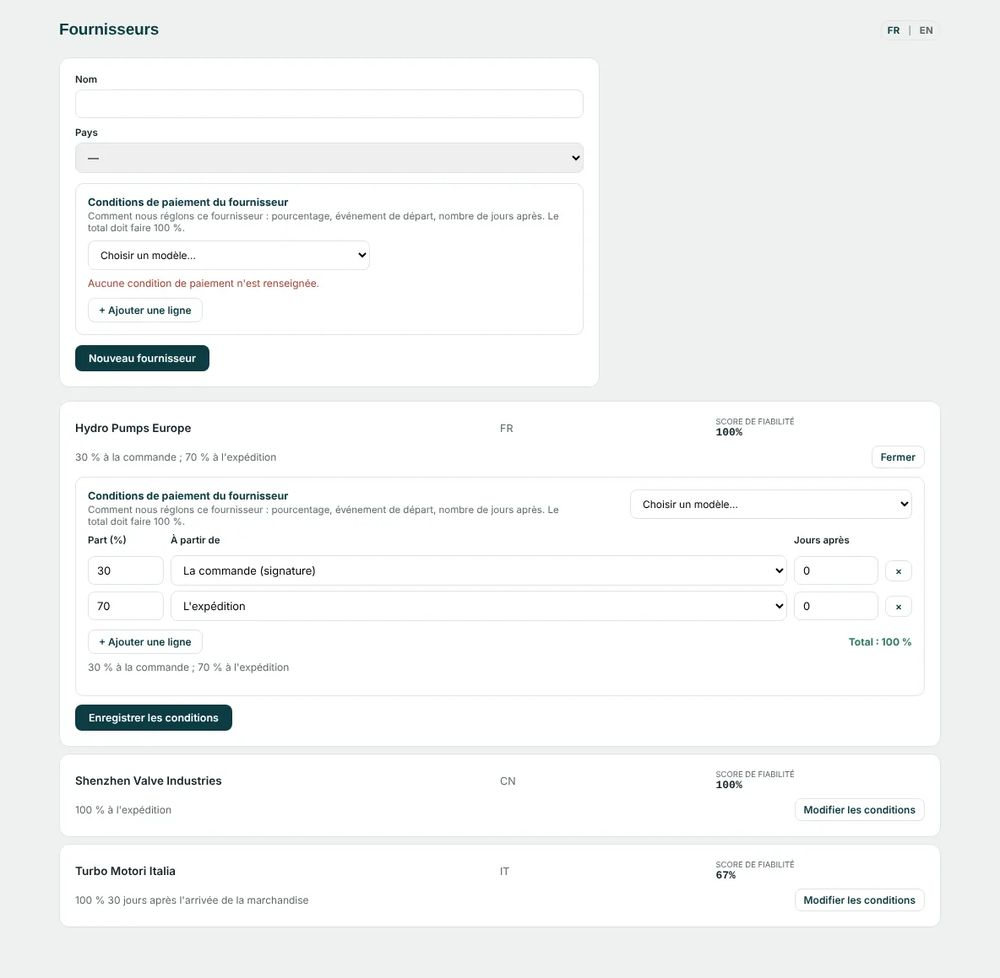 Fournisseurs
FR | EN
Nom
Pays
—
Conditions de paiement du fournisseur
Comment nous réglons ce fournisseur : pourcentage, événement de départ, nombre de jours après. Le
total doit faire 100 %.
Choisir un modèle...
Aucune condition de paiement n'est renseignée.
+ Ajouter une ligne
Nouveau fournisseur
Hydro Pumps Europe
FR
SCORE DE FIABILITÉ
100%
30 % à la commande ; 70 % à l'expédition
Fermer
Conditions de paiement du fournisseur
Comment nous réglons ce fournisseur : pourcentage, événement de départ, nombre de jours après. Le
total doit faire 100 %.
Choisir un modèle...
Part (%) À partir de Jours après
30 La commande (signature) 0 ×
70 L'expédition 0 ×
+ Ajouter une ligne
Total : 100 %
30 % à la commande ; 70 % à l'expédition
Enregistrer les conditions
Shenzhen Valve Industries
CN
SCORE DE FIABILITÉ
100%
100 % à l'expédition
Modifier les conditions
Turbo Motori Italia
IT
SCORE DE FIABILITÉ
67%
100 % 30 jours après l'arrivée de la marchandise
Modifier les conditions